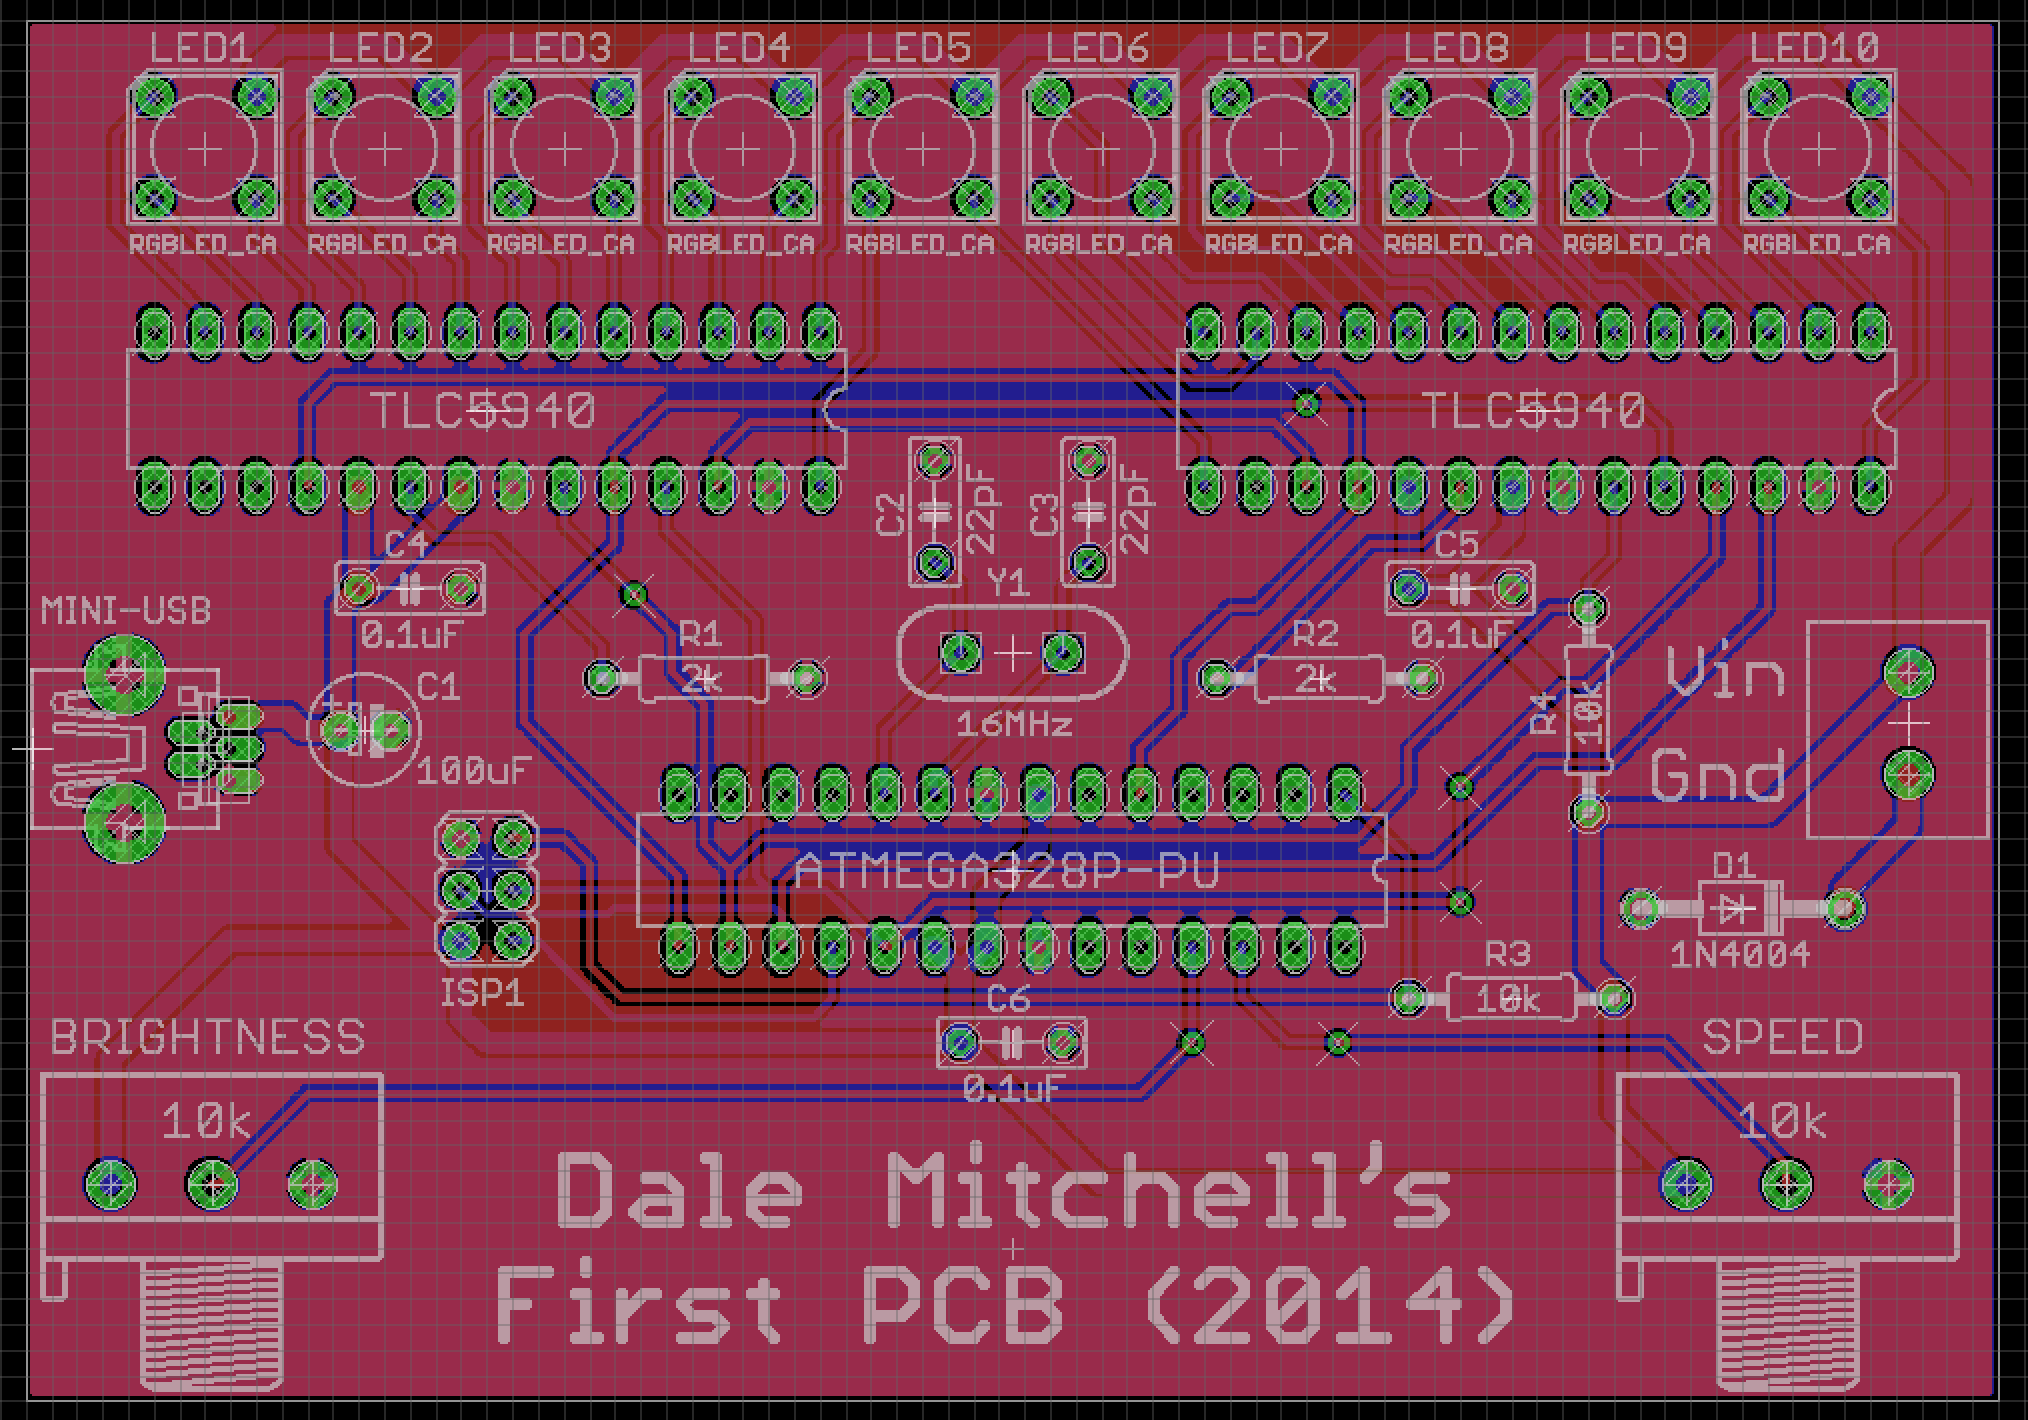 LED1 LED2 LED3 LED4 LED5 LED6 LED7 LED8 LED9 LED10
RGBLED_CA RGBLED_CA RGBLED_CA RGBLED_CA RGBLED_CA RGBLED_CA RGBLED_CA RGBLED_CA RGBLED_CA RGBLED_CA
TLC5940 TLC5940
C2 22pF C3 22pF
C4 C5
Y1
MINI-USB
0.1uF R1 R2 0.1uF
2k 2k Vin
C1 R4 10k
16MHz
100uF Gnd
ATMEGA328P-PU D1
1N4004
R3
ISP1 C6 10k
BRIGHTNESS SPEED
0.1uF
10k 10k
Dale Mitchell's
First PCB (2014)